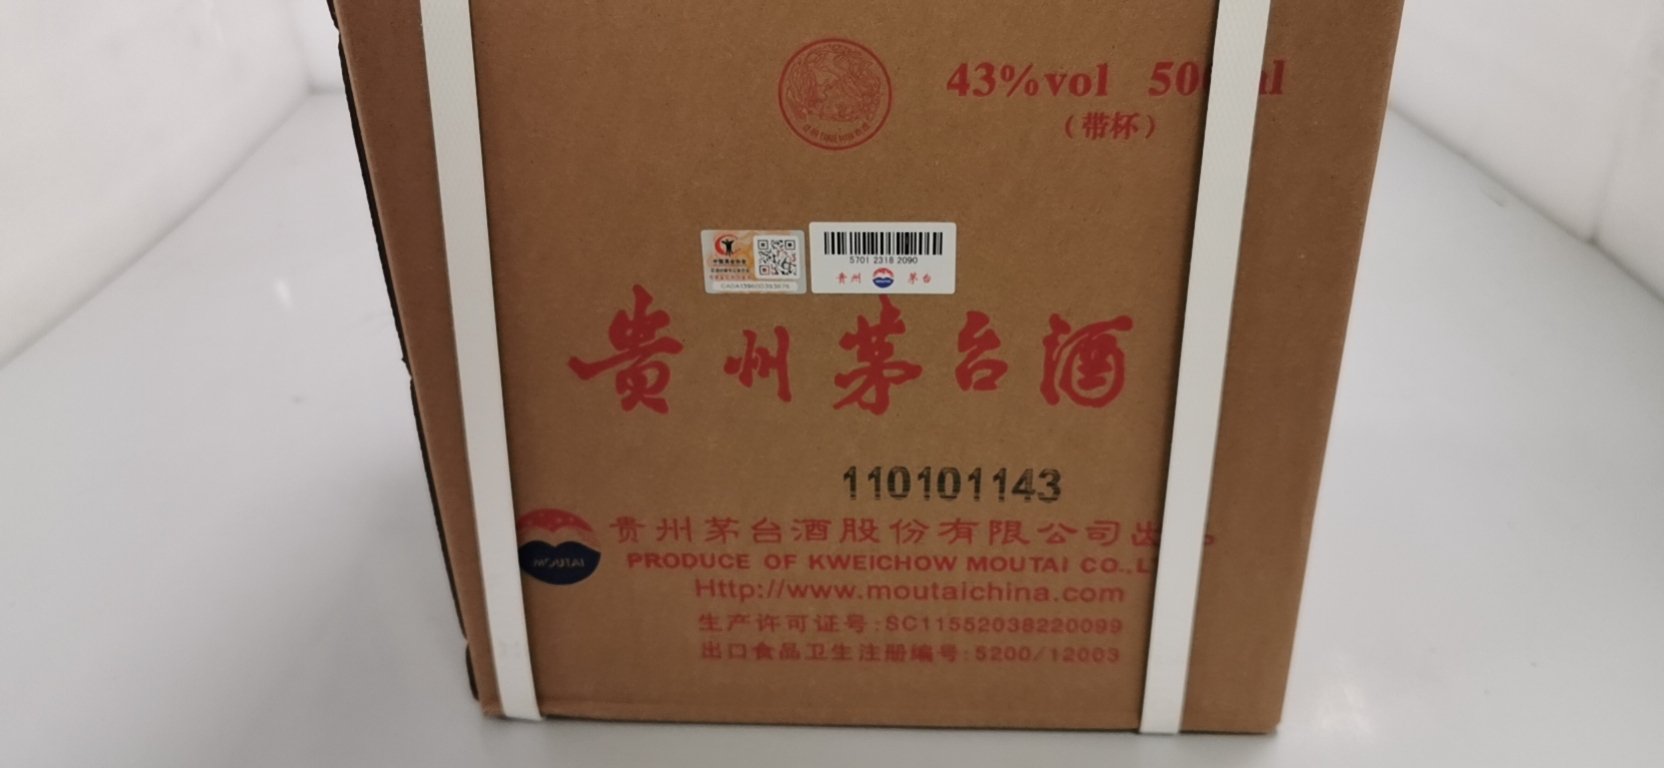 43%vol 50
（带杯）
5701 2318 2090
贵州 茅台
贵州茅台酒
110101143
MOUTAI
贵州茅台酒股份有限公司出
PRODUCE OF KWEICHOW MOUTAI CO.,L
Http://www.moutaichina.com
生产许可证号:SC11552038220099
出口食品卫生注册编号:5200/12003